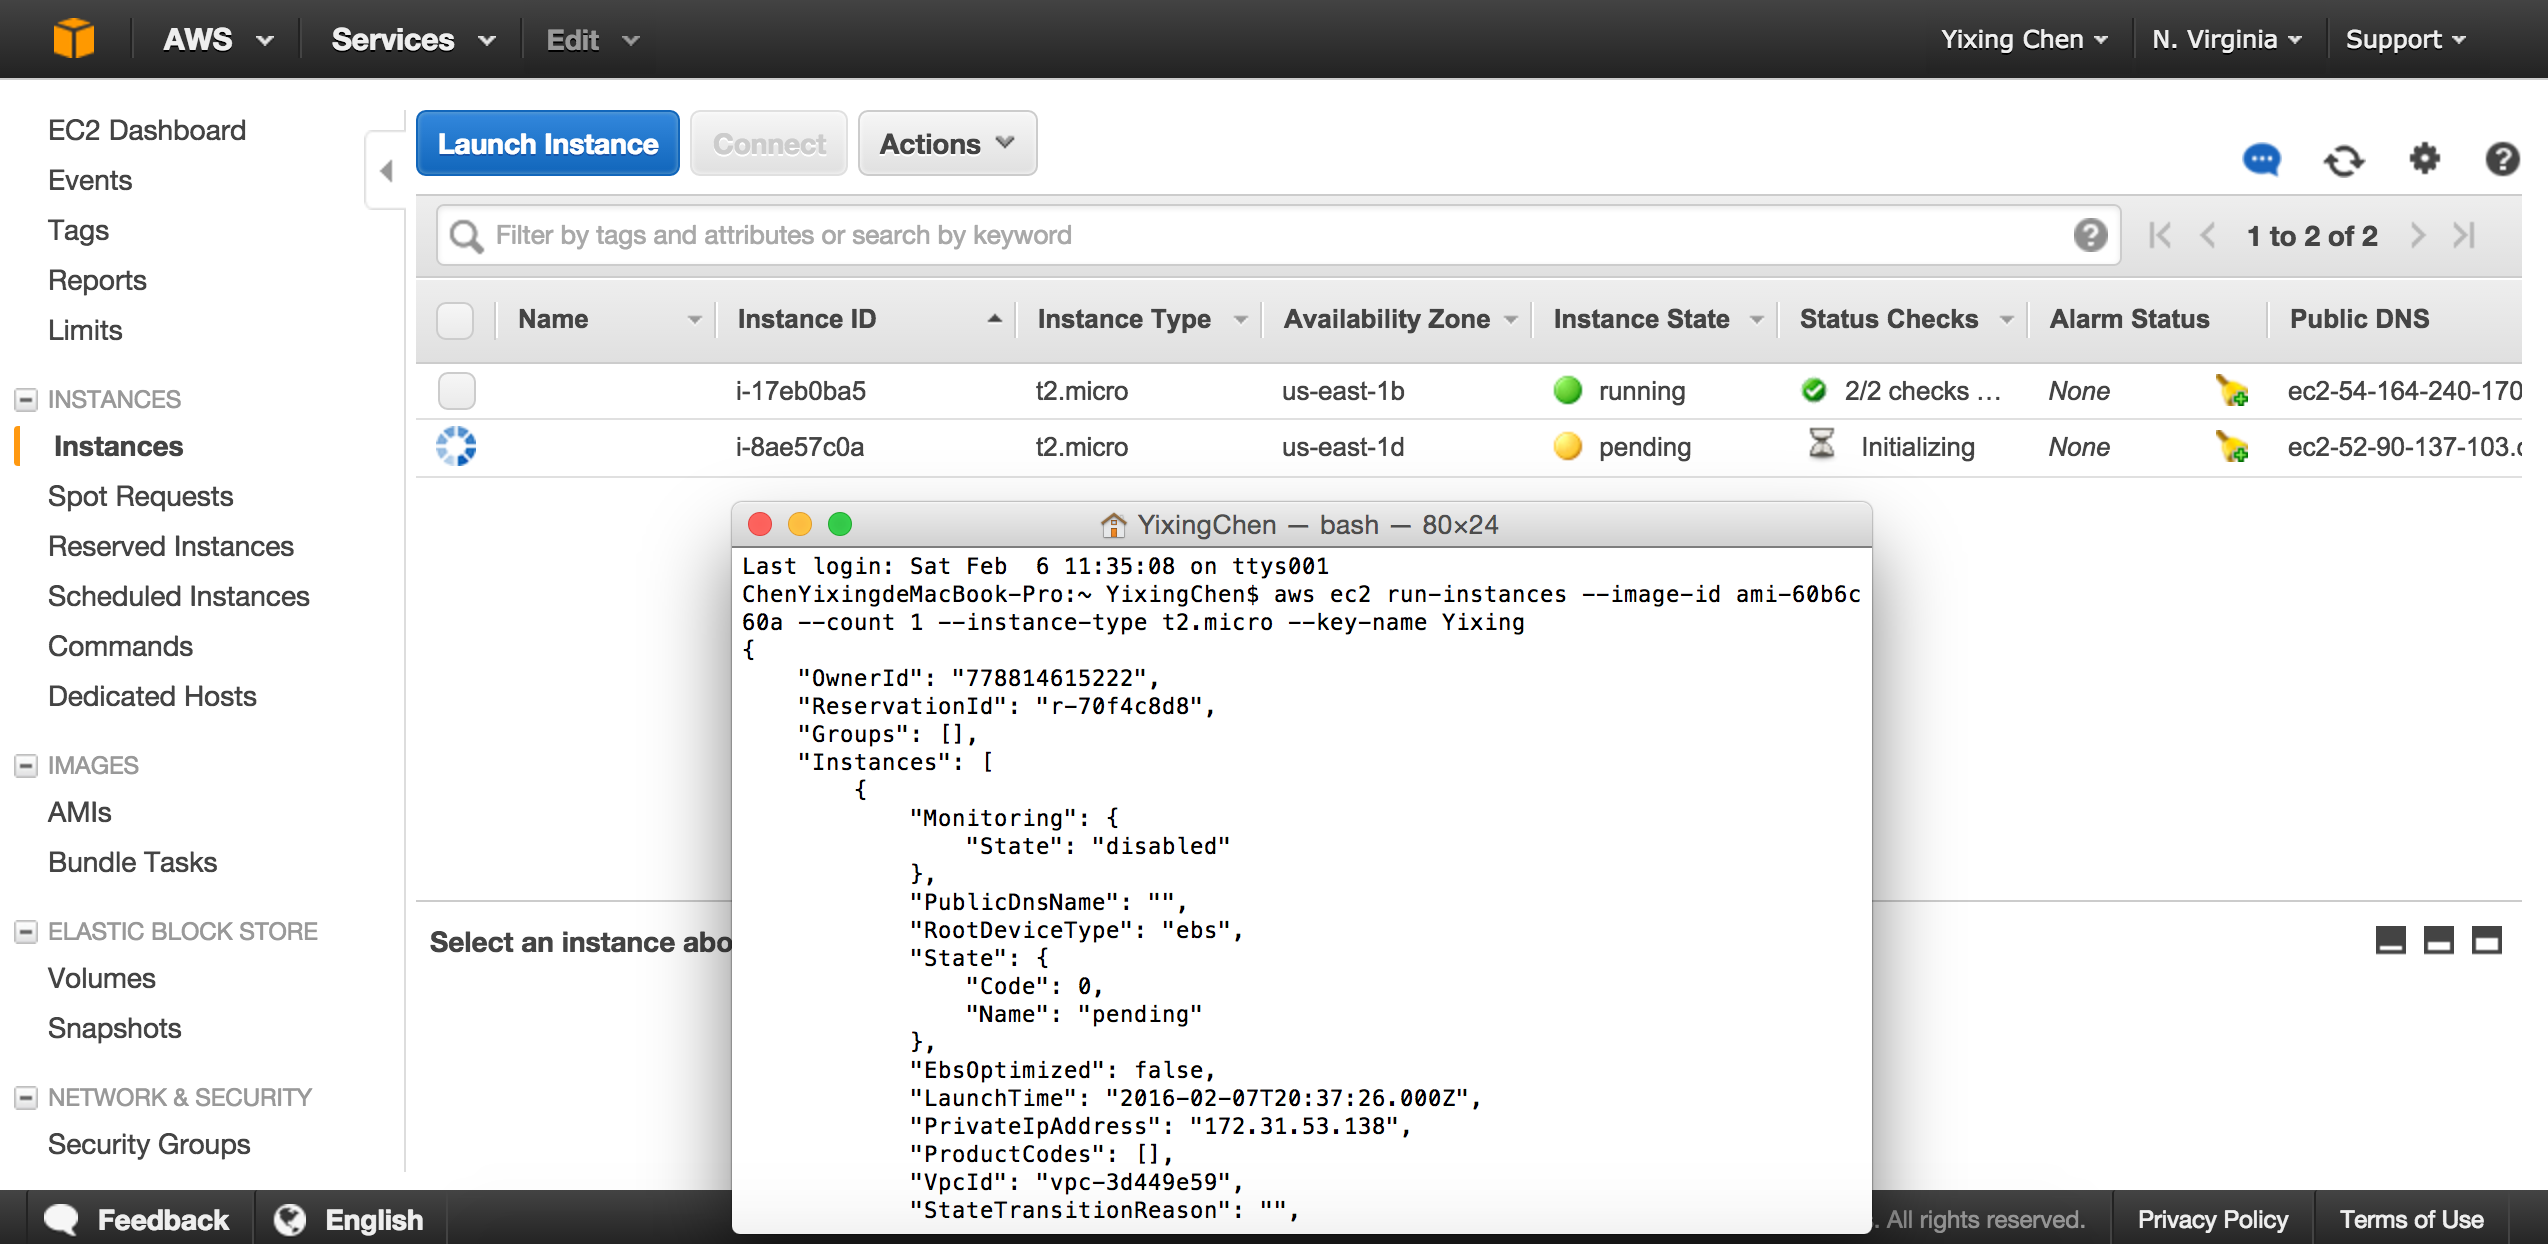 AWS Services Edit Yixing Chen N. Virginia Support
EC2 Dashboard
Events
Tags
Reports
Limits
INSTANCES
Instances
Spot Requests
Reserved Instances
Scheduled Instances
Commands
Dedicated Hosts
IMAGES
AMIs
Bundle Tasks
ELASTIC BLOCK STORE
Volumes
Snapshots
NETWORK & SECURITY
Security Groups
Launch Instance Connect Actions
Filter by tags and attributes or search by keyword 1 to 2 of 2
Name Instance ID Instance Type Availability Zone Instance State Status Checks Alarm Status Public DNS
i-17eb0ba5 t2.micro us-east-1b running 2/2 checks ... None ec2-54-164-240-170
i-8ae57c0a t2.micro us-east-1d pending Initializing None ec2-52-90-137-103.
Select an instance abo
YixingChen — bash — 80×24
Last login: Sat Feb  6 11:35:08 on ttys001
ChenYixingdeMacBook-Pro:~ YixingChen$ aws ec2 run-instances --image-id ami-60b6c
60a --count 1 --instance-type t2.micro --key-name Yixing
{
    "OwnerId": "778814615222",
    "ReservationId": "r-70f4c8d8",
    "Groups": [],
    "Instances": [
        {
            "Monitoring": {
                "State": "disabled"
            },
            "PublicDnsName": "",
            "RootDeviceType": "ebs",
            "State": {
                "Code": 0,
                "Name": "pending"
            },
            "EbsOptimized": false,
            "LaunchTime": "2016-02-07T20:37:26.000Z",
            "PrivateIpAddress": "172.31.53.138",
            "ProductCodes": [],
            "VpcId": "vpc-3d449e59",
            "StateTransitionReason": "",
Feedback English . All rights reserved. Privacy Policy Terms of Use